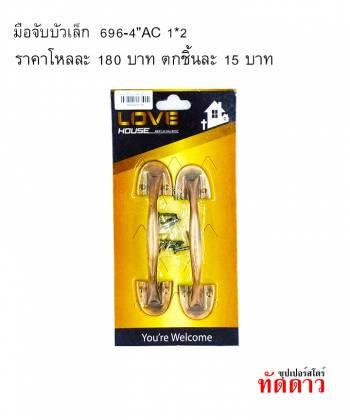 มือจับบัวเล็ก 696-4"AC 1*2
ราคาโหลละ 180 บาท ตกชิ้นละ 15 บาท
LOVE
HOUSE
You're Welcome
ซุปเปอร์สโตร์
ทัดดาว